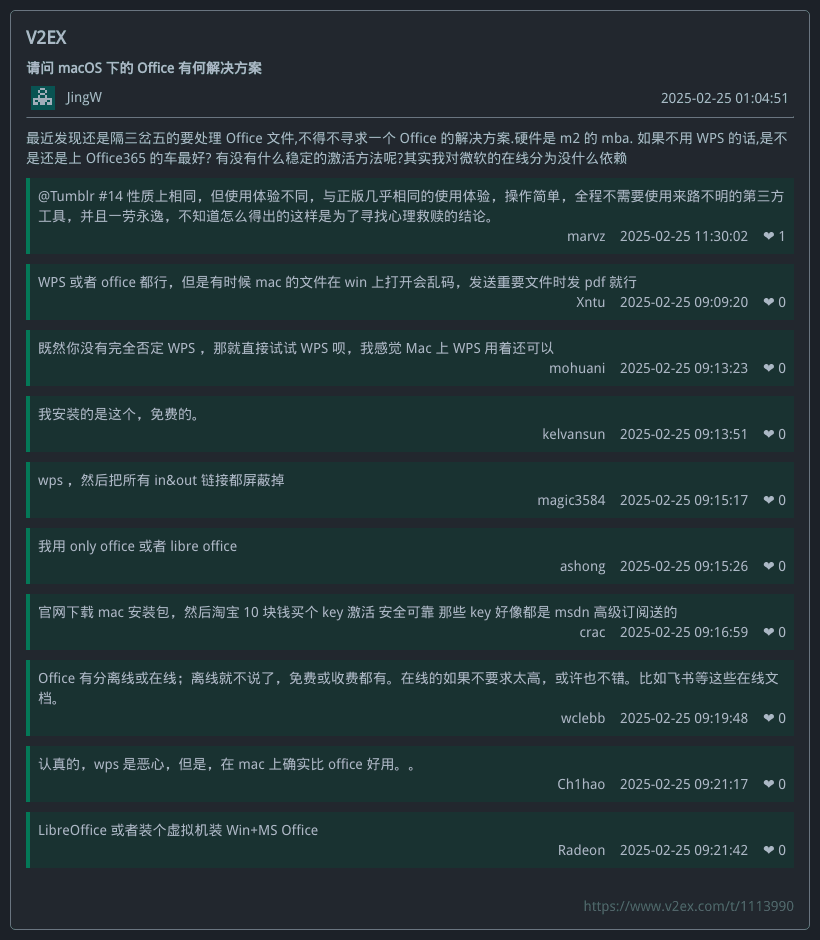 V2EX
请问 macOS 下的 Office 有何解决方案
JingW
2025-02-25 01:04:51
最近发现还是隔三岔五的要处理 Office 文件,不得不寻求一个 Office 的解决方案.硬件是 m2 的 mba. 如果不用 WPS 的话,是不
是还是上 Office365 的车最好? 有没有什么稳定的激活方法呢?其实我对微软的在线分为没什么依赖
@Tumblr #14 性质上相同，但使用体验不同，与正版几乎相同的使用体验，操作简单，全程不需要使用来路不明的第三方
工具，并且一劳永逸，不知道怎么得出的这样是为了寻找心理救赎的结论。
marvz 2025-02-25 11:30:02 ❤ 1
WPS 或者 office 都行，但是有时候 mac 的文件在 win 上打开会乱码，发送重要文件时发 pdf 就行
Xntu 2025-02-25 09:09:20 ❤ 0
既然你没有完全否定 WPS ，那就直接试试 WPS 呗，我感觉 Mac 上 WPS 用着还可以
mohuani 2025-02-25 09:13:23 ❤ 0
我安装的是这个，免费的。
kelvansun 2025-02-25 09:13:51 ❤ 0
wps ，然后把所有 in&out 链接都屏蔽掉
magic3584 2025-02-25 09:15:17 ❤ 0
我用 only office 或者 libre office
ashong 2025-02-25 09:15:26 ❤ 0
官网下载 mac 安装包，然后淘宝 10 块钱买个 key 激活 安全可靠 那些 key 好像都是 msdn 高级订阅送的
crac 2025-02-25 09:16:59 ❤ 0
Office 有分离线或在线；离线就不说了，免费或收费都有。在线的如果不要求太高，或许也不错。比如飞书等这些在线文
档。
wclebb 2025-02-25 09:19:48 ❤ 0
认真的，wps 是恶心，但是，在 mac 上确实比 office 好用。。
Ch1hao 2025-02-25 09:21:17 ❤ 0
LibreOffice 或者装个虚拟机装 Win+MS Office
Radeon 2025-02-25 09:21:42 ❤ 0
https://www.v2ex.com/t/1113990